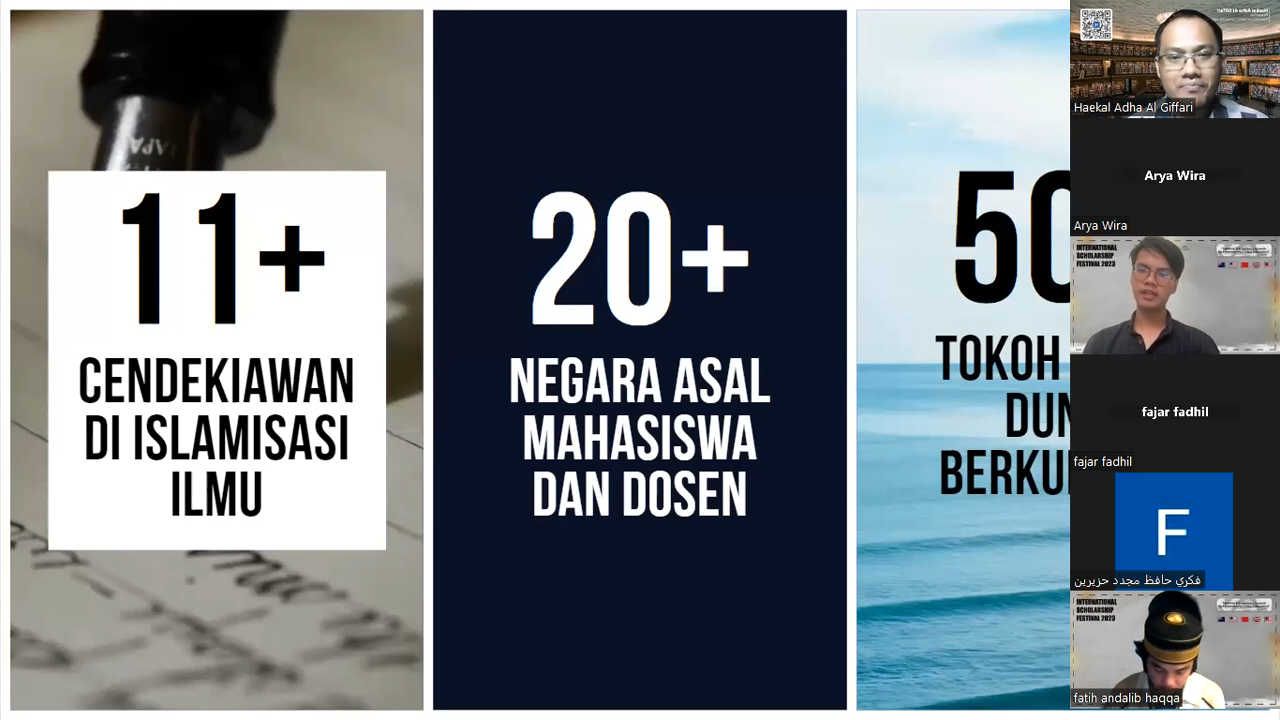 11+
CENDEKIAWAN
DI ISLAMISASI
ILMU
20+
NEGARA ASAL
MAHASISWA
DAN DOSEN
50
TOKOH
DUN
BERKU
Haekal Adha Al Giffari
Arya Wira
Arya Wira
INTERNATIONAL
SCHOLARSHIP
FESTIVAL 2023
fajar fadhil
fajar fadhil
F
فكري حافظ مجدد حزيرين
INTERNATIONAL
SCHOLARSHIP
FESTIVAL 2023
fatih andalib haqqa